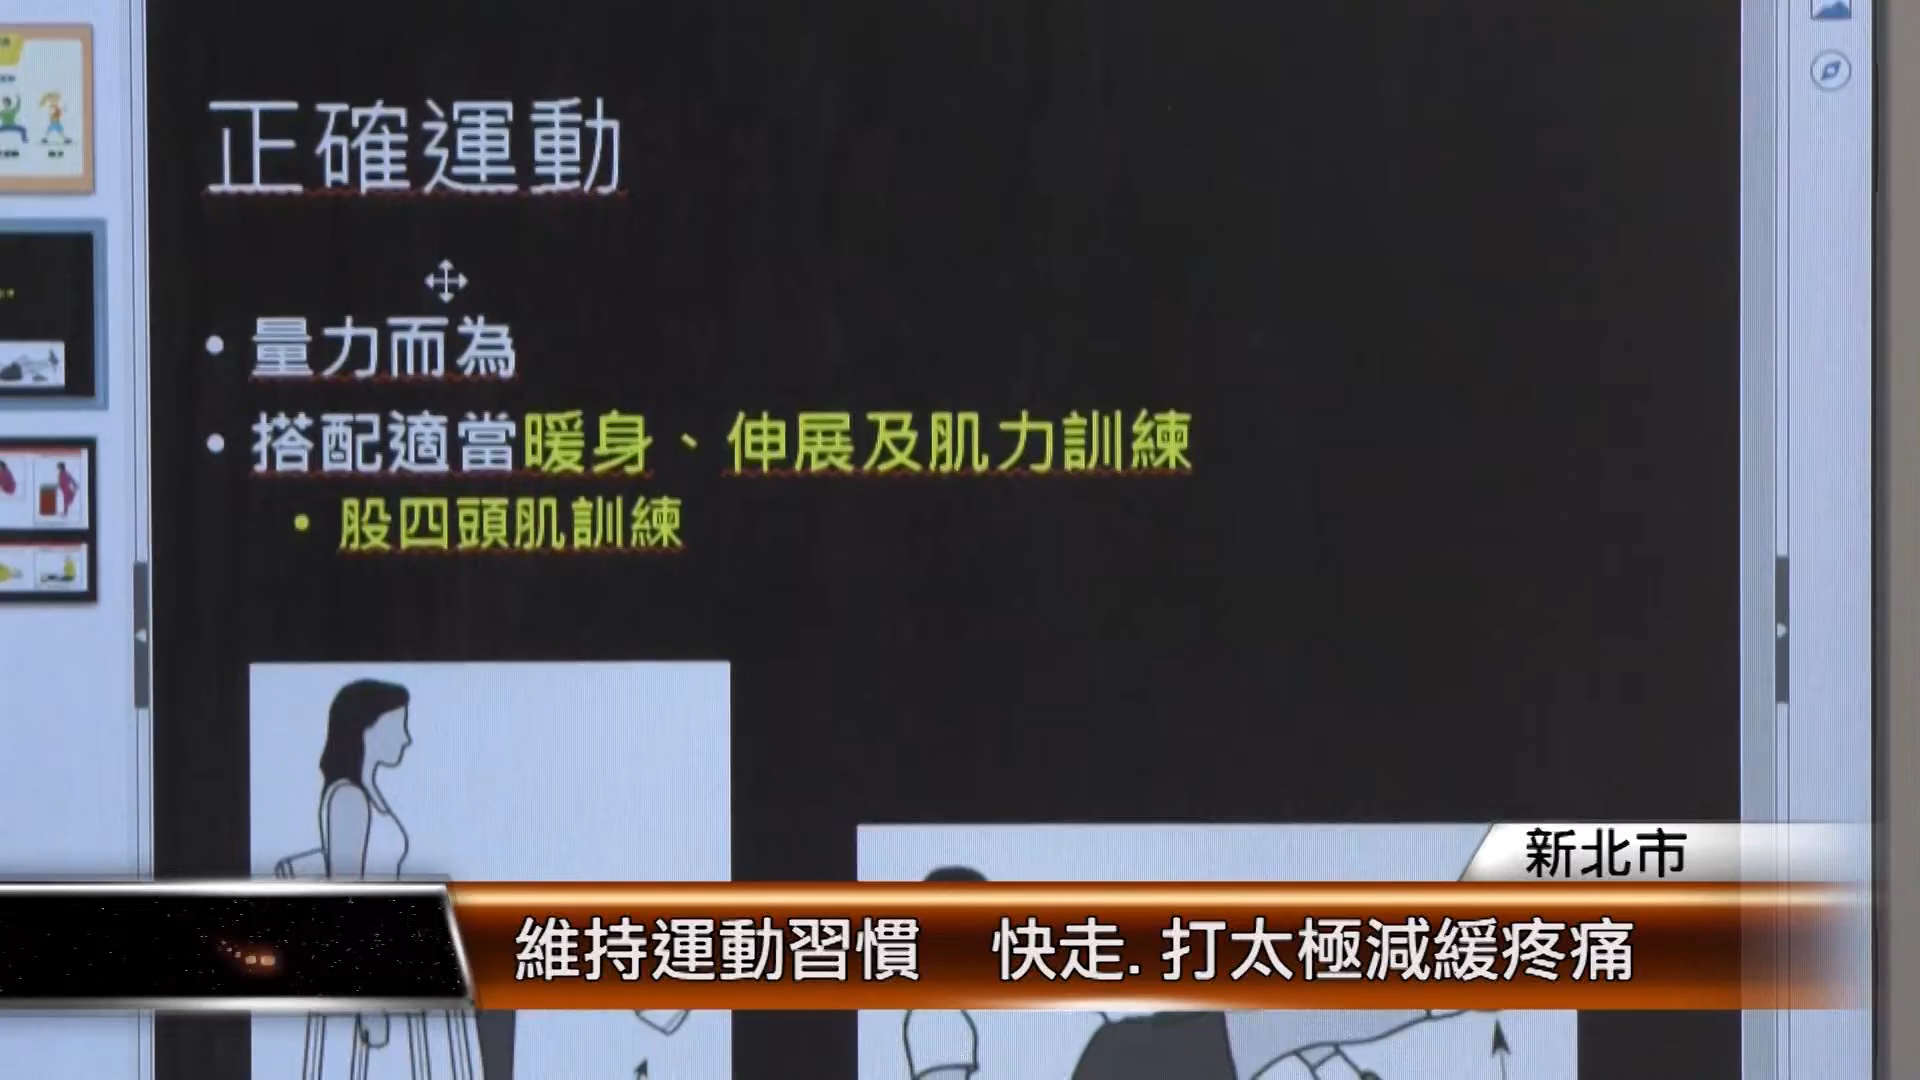 正確運動
量力而為
搭配適當暖身、伸展及肌力訓練
股四頭肌訓練
新北市
維持運動習慣 快走.打太極減緩疼痛